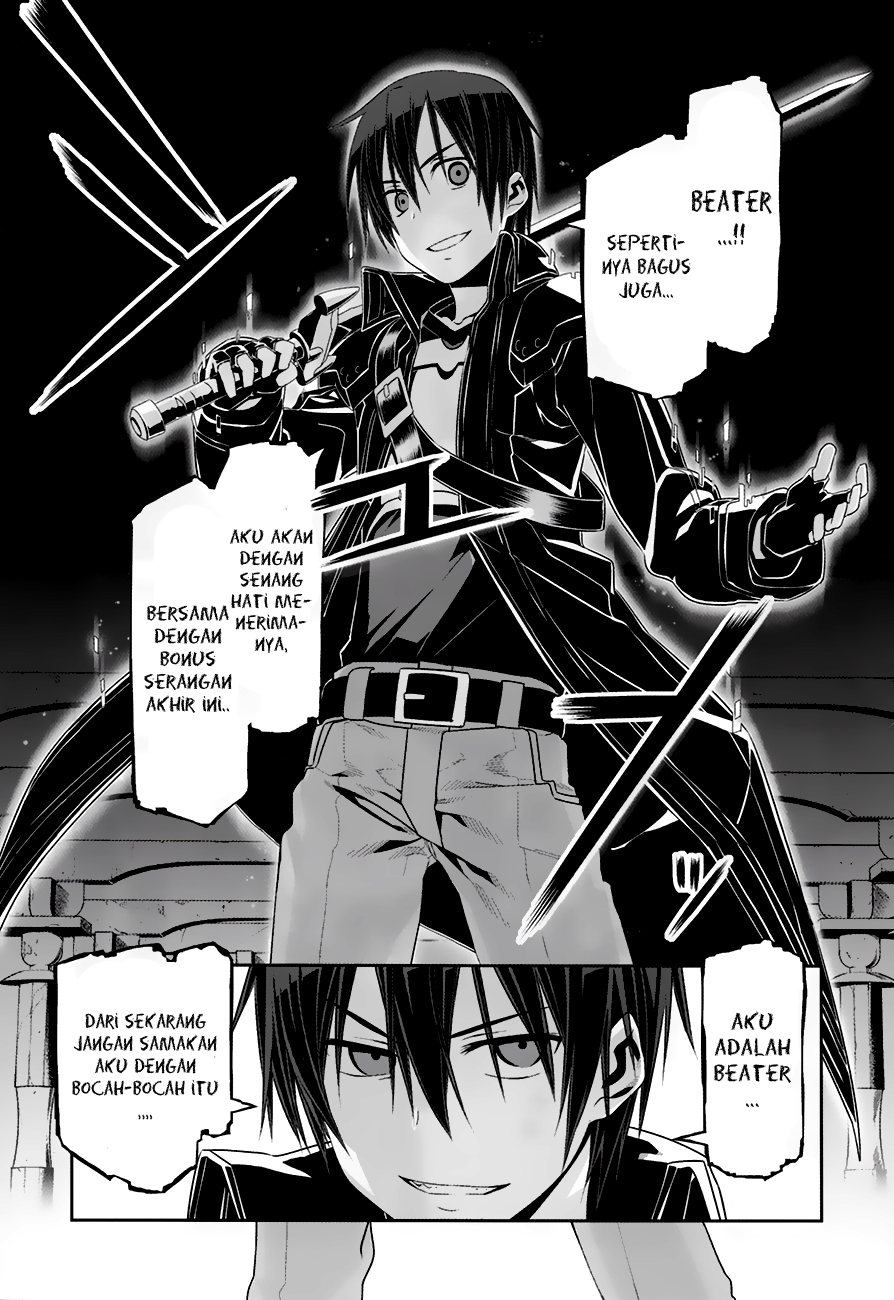 BEATER
...!!
SEPERTI-
NYA BAGUS
JUGA...
AKU AKAN
DENGAN
SENANG
HATI ME-
NERIMA-
NYA,
BERSAMA
DENGAN
BONUS
SERANGAN
AKHIR INI..
AKU
ADALAH
BEATER
...
DARI SEKARANG
JANGAN SAMAKAN
AKU DENGAN
BOCAH-BOCAH ITU
,,,,